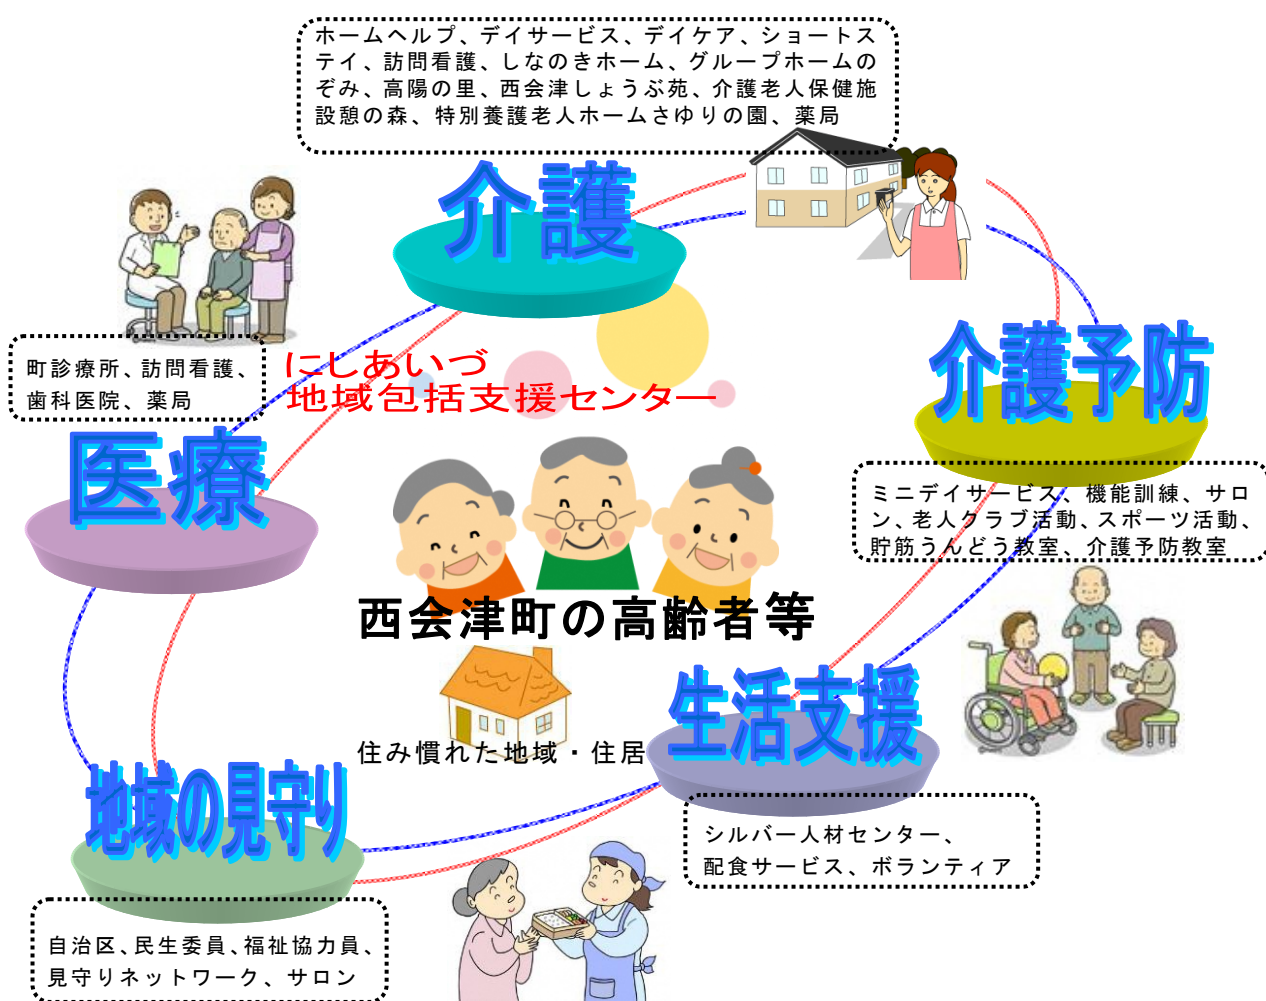 ホームヘルプ、デイサービス、デイケア、ショートス
テイ、訪問看護、しなのきホーム、グループホームの
ぞみ、高陽の里、西会津しょうぶ苑、介護老人保健施
設憩の森、特別養護老人ホームさゆりの園、薬局
介護
町診療所、訪問看護、
歯科医院、薬局
医療
にしあいづ
地域包括支援センター
介護予防
ミニデイサービス、機能訓練、サロ
ン、老人クラブ活動、スポーツ活動、
貯筋うんどう教室、介護予防教室
西会津町の高齢者等
住み慣れた地域・住居
生活支援
シルバー人材センター、
配食サービス、ボランティア
地域の見守り
自治区、民生委員、福祉協力員、
見守りネットワーク、サロン